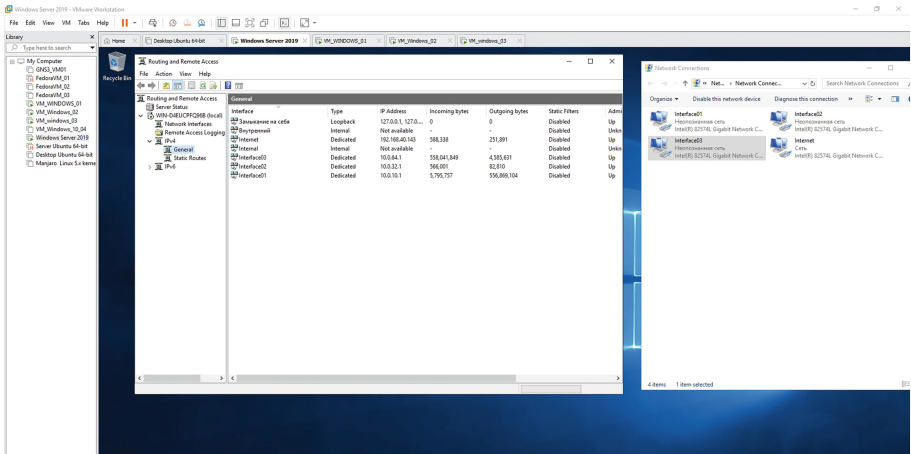 Windows Server 2019 - VMware Workstation
File Edit View VM Tabs Help
Library
Type here to search
My Computer
GNS3_VM01
FedoraVM_01
FedoraVM_02
FedoraVM_03
VM_WINDOWS_01
VM_Windows_02
VM_windows_03
VM_Windows_10_04
Windows Server 2019
Server Ubuntu 64-bit
Desktop Ubuntu 64-bit
Manjaro Linux 5.x kerne
Home Desktop Ubuntu 64-bit Windows Server 2019 VM_WINDOWS_01 VM_Windows_02 VM_windows_03
Recycle Bin
Routing and Remote Access
File Action View Help
Routing and Remote Access
Server Status
WIN-D4EUCPFQ96B (local)
Network Interfaces
Remote Access Logging
IPv4
General
Static Routes
IPv6
General
Interface Type IP Address Incoming bytes Outgoing bytes Static Filters Admi
Замыкание на себя Loopback 127.0.0.1, 127.0.... 0 0 Disabled Up
Внутренний Internal Not available - - Disabled Unkn
Internet Dedicated 192.168.40.143 588,338 251,891 Disabled Up
Internal Internal Not available - - Disabled Unkn
Interface03 Dedicated 10.0.64.1 558,041,849 4,585,631 Disabled Up
Interface02 Dedicated 10.0.32.1 566,001 82,810 Disabled Up
Interface01 Dedicated 10.0.10.1 5,795,757 556,869,104 Disabled Up
Network Connections
« Net... › Network Connec... Search Network Connections
Organize Disable this network device Diagnose this connection »
Interface01
Неопознанная сеть
Intel(R) 82574L Gigabit Network C...
Interface02
Неопознанная сеть
Intel(R) 82574L Gigabit Network C...
Interface03
Неопознанная сеть
Intel(R) 82574L Gigabit Network C...
Internet
Сеть
Intel(R) 82574L Gigabit Network C...
4 items 1 item selected